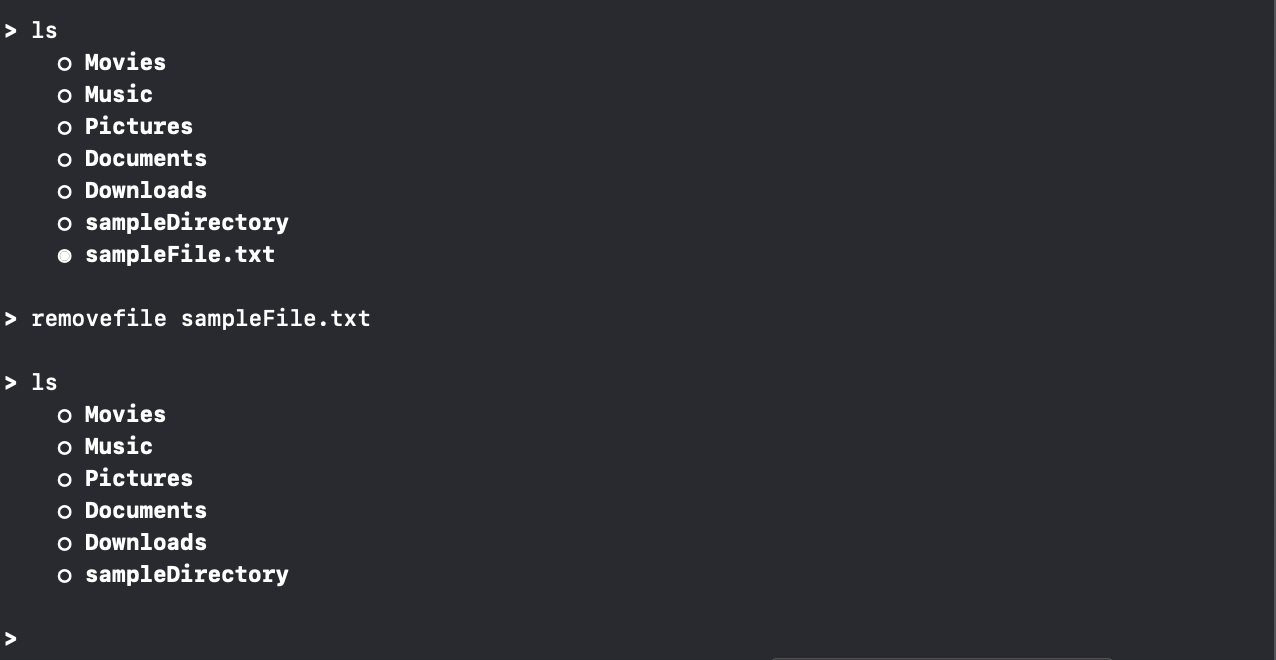 > ls
○ Movies
○ Music
○ Pictures
○ Documents
○ Downloads
○ sampleDirectory
◉ sampleFile.txt
> removefile sampleFile.txt
> ls
○ Movies
○ Music
○ Pictures
○ Documents
○ Downloads
○ sampleDirectory
>